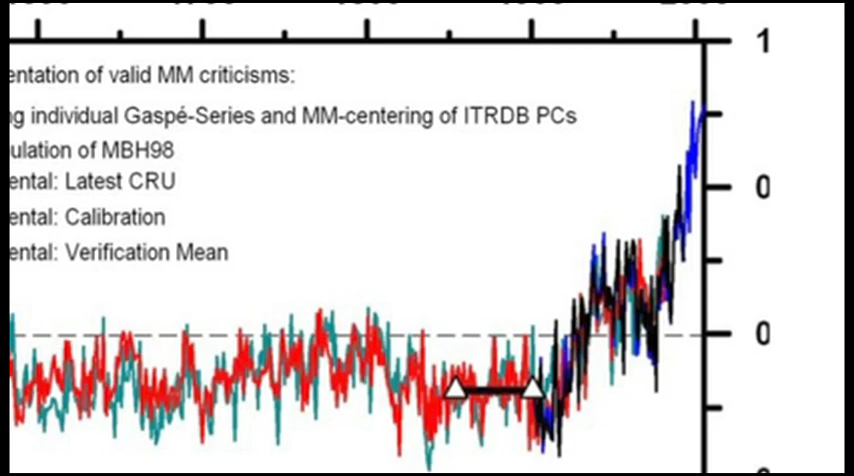 entation of valid MM criticisms:
1
ng individual Gaspé-Series and MM-centering of ITRDB PCs
ulation of MBH98
ental: Latest CRU
0
ental: Calibration
ental: Verification Mean
0